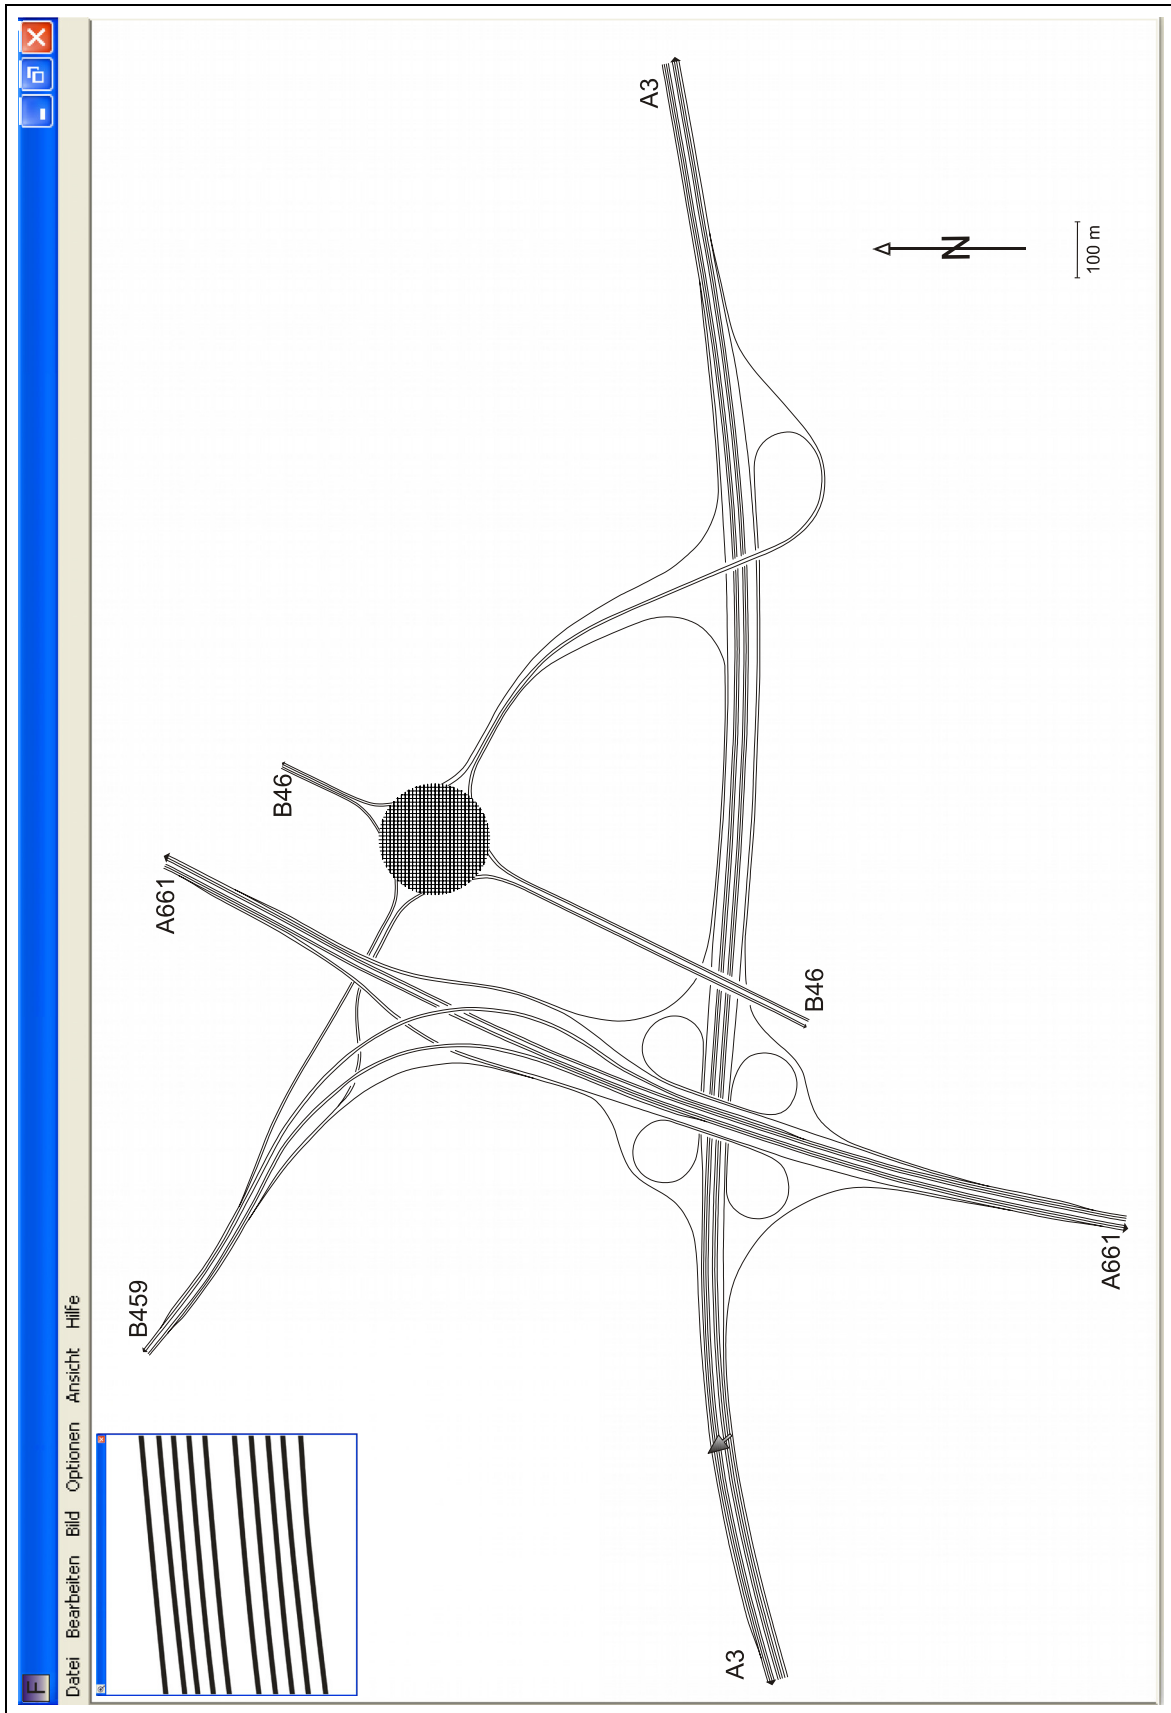 F
Datei Bearbeiten Bild Optionen Ansicht Hilfe
B459
A661
B46
A3
A3
B46
A661
N
100 m